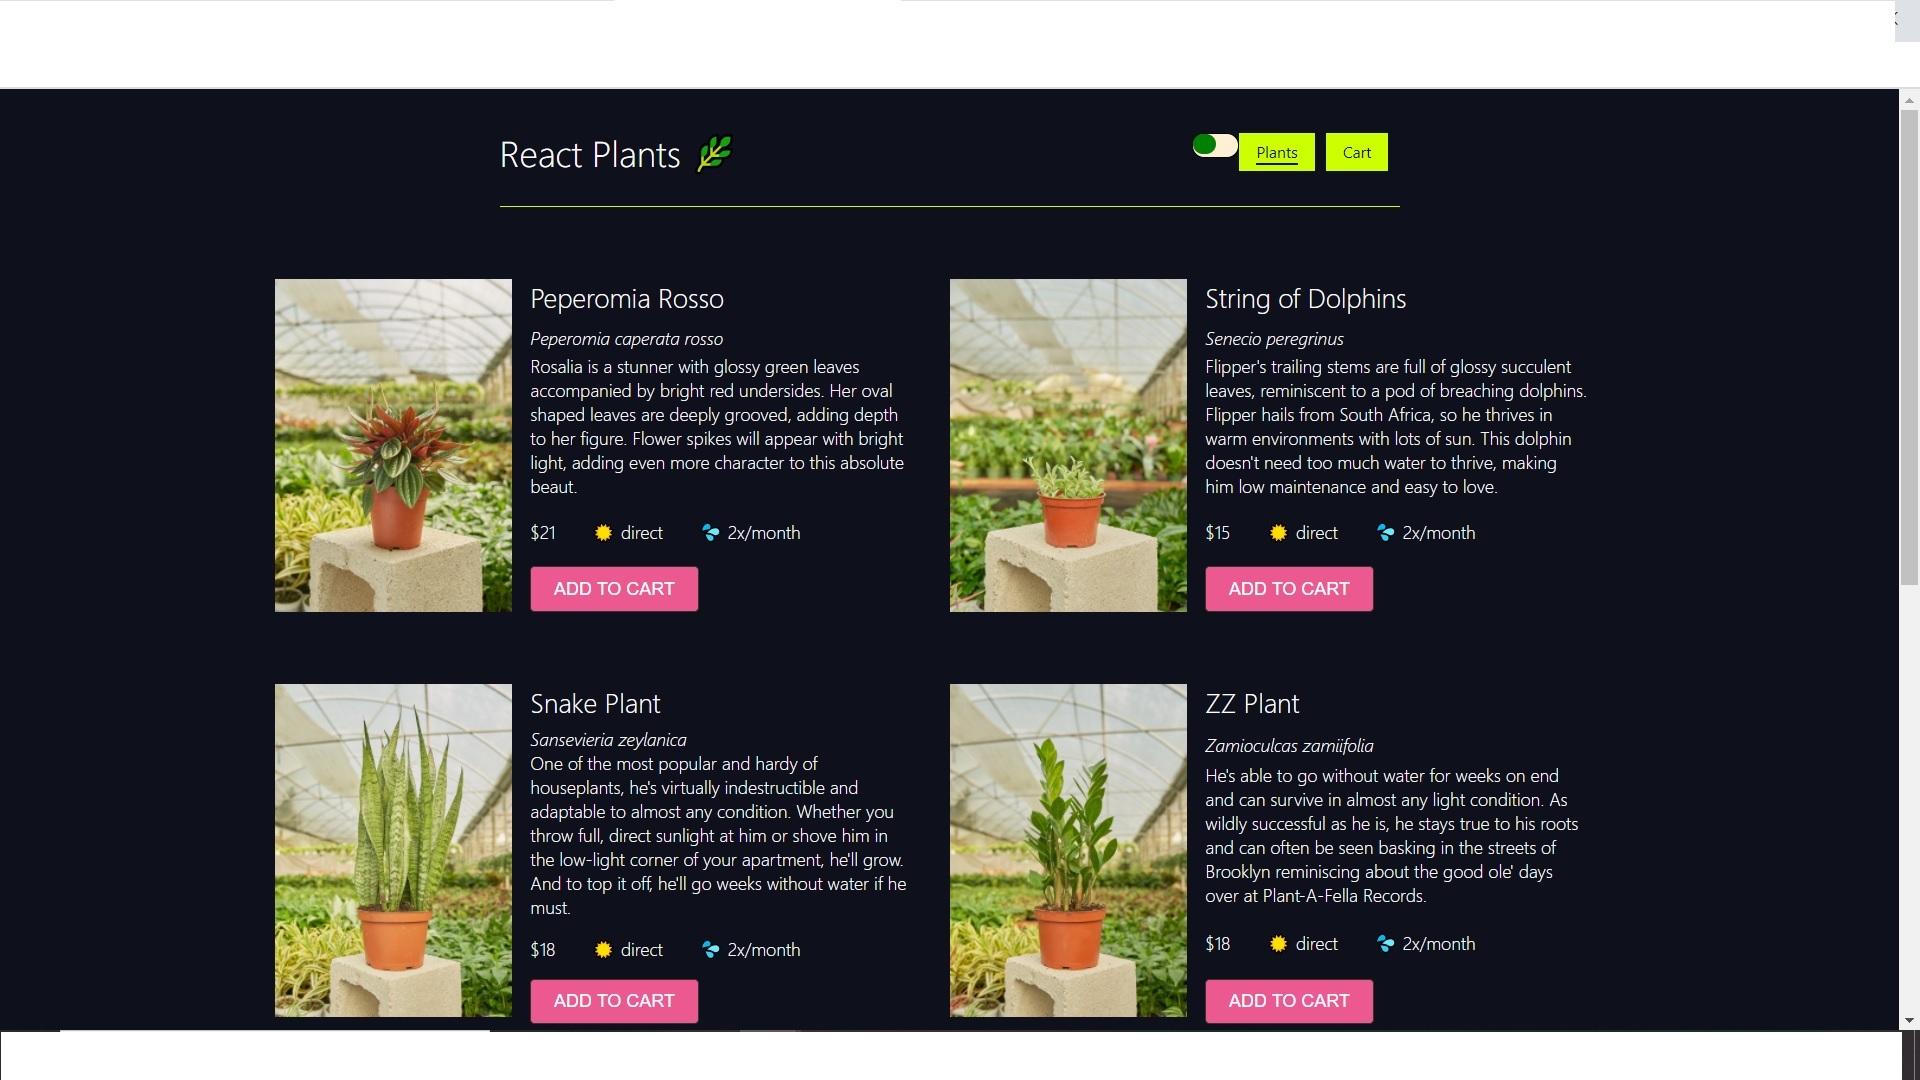 React Plants
Plants
Cart
Peperomia Rosso
Peperomia caperata rosso
Rosalia is a stunner with glossy green leaves
accompanied by bright red undersides. Her oval
shaped leaves are deeply grooved, adding depth
to her figure. Flower spikes will appear with bright
light, adding even more character to this absolute
beaut.
$21 direct 2x/month
ADD TO CART
String of Dolphins
Senecio peregrinus
Flipper's trailing stems are full of glossy succulent
leaves, reminiscent to a pod of breaching dolphins.
Flipper hails from South Africa, so he thrives in
warm environments with lots of sun. This dolphin
doesn't need too much water to thrive, making
him low maintenance and easy to love.
$15 direct 2x/month
ADD TO CART
Snake Plant
Sansevieria zeylanica
One of the most popular and hardy of
houseplants, he's virtually indestructible and
adaptable to almost any condition. Whether you
throw full, direct sunlight at him or shove him in
the low-light corner of your apartment, he'll grow.
And to top it off, he'll go weeks without water if he
must.
$18 direct 2x/month
ADD TO CART
ZZ Plant
Zamioculcas zamiifolia
He's able to go without water for weeks on end
and can survive in almost any light condition. As
wildly successful as he is, he stays true to his roots
and can often be seen basking in the streets of
Brooklyn reminiscing about the good ole' days
over at Plant-A-Fella Records.
$18 direct 2x/month
ADD TO CART